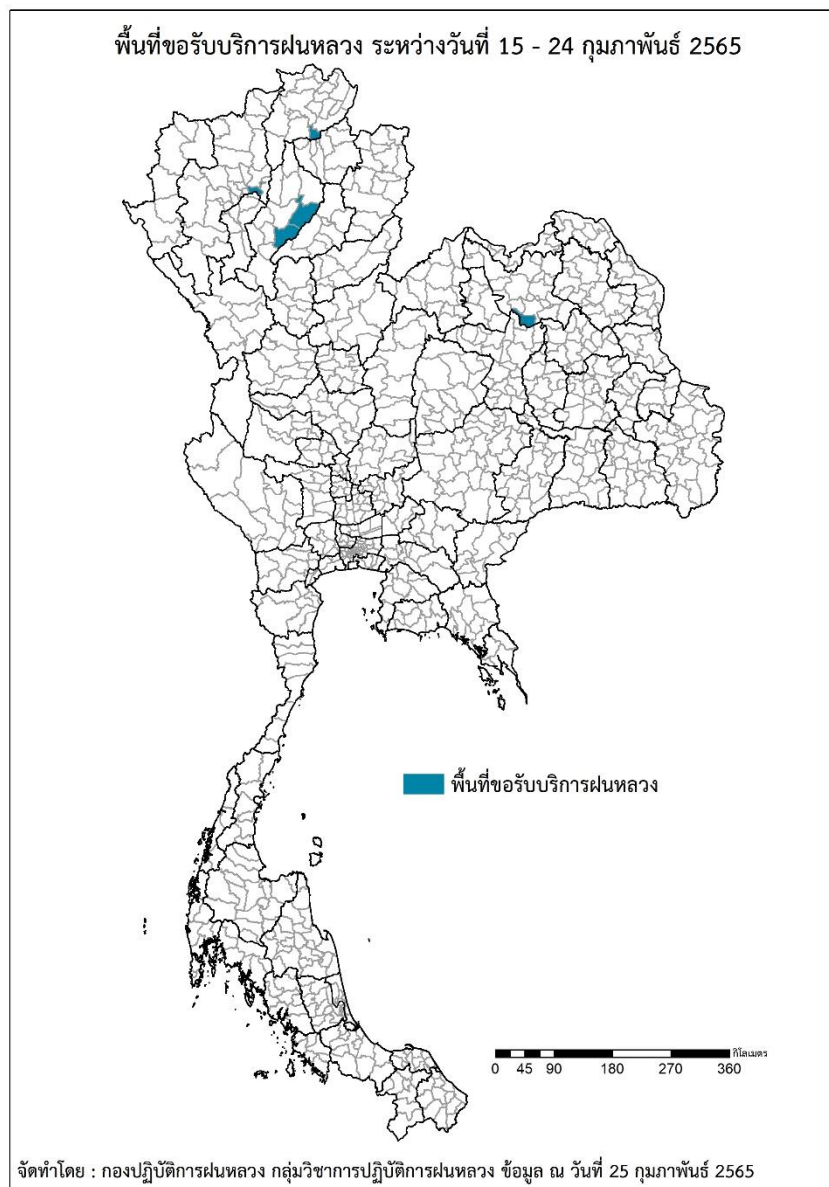 พื้นที่ขอรับบริการฝนหลวง ระหว่างวันที่ 15 - 24 กุมภาพันธ์ 2565
พื้นที่ขอรับบริการฝนหลวง
กิโลเมตร
0 45 90 180 270 360
จัดทำโดย : กองปฏิบัติการฝนหลวง กลุ่มวิชาการปฏิบัติการฝนหลวง ข้อมูล ณ วันที่ 25 กุมภาพันธ์ 2565